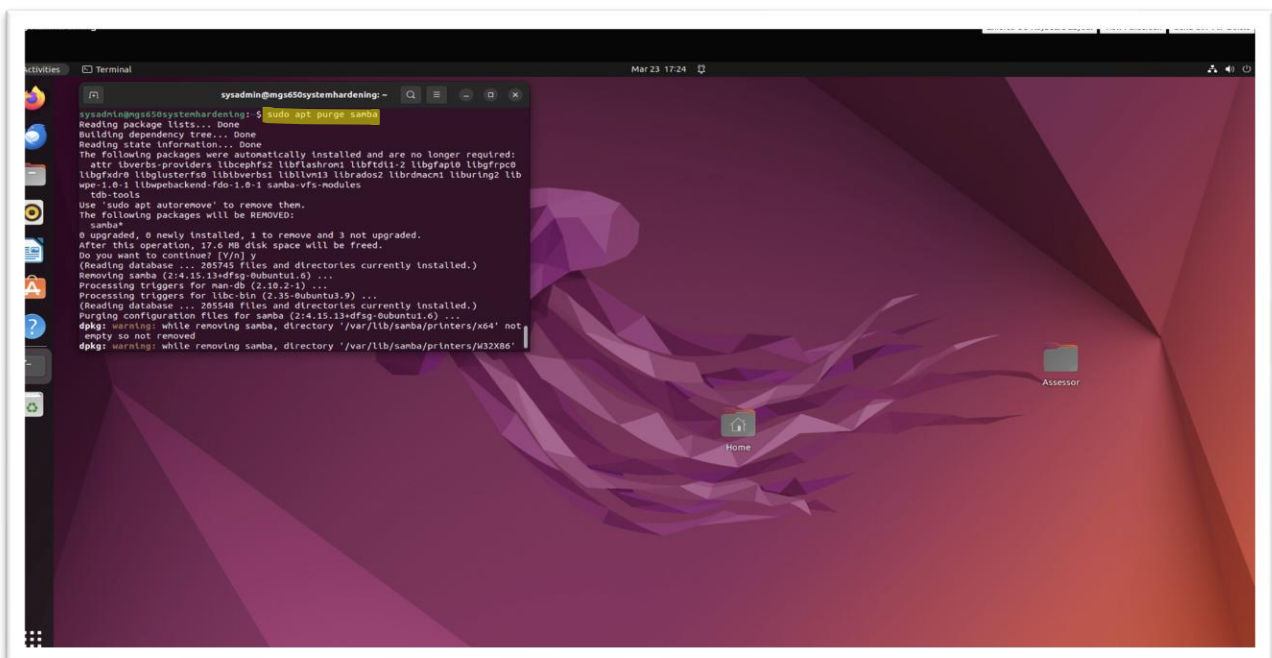 Activities
Terminal
Mar 23 17:24
sysadmin@mgs650systemhardening: ~
sysadmin@mgs650systemhardening:~$ sudo apt purge samba
Reading package lists... Done
Building dependency tree... Done
Reading state information... Done
The following packages were automatically installed and are no longer required:
attr ibverbs-providers libcephfs2 libflashrom1 libftdi1-2 libgfapi0 libgfrpc0
libgfxdr0 libglusterfs0 libibverbs1 libllvm13 librados2 librdmacm1 liburing2 lib
wpe-1.0-1 libwpebackend-fdo-1.0-1 samba-vfs-modules
tdb-tools
Use 'sudo apt autoremove' to remove them.
The following packages will be REMOVED:
samba*
0 upgraded, 0 newly installed, 1 to remove and 3 not upgraded.
After this operation, 17.6 MB disk space will be freed.
Do you want to continue? [Y/n] y
(Reading database ... 205745 files and directories currently installed.)
Removing samba (2:4.15.13+dfsg-0ubuntu1.6) ...
Processing triggers for man-db (2.10.2-1) ...
Processing triggers for libc-bin (2.35-0ubuntu3.9) ...
(Reading database ... 205548 files and directories currently installed.)
Purging configuration files for samba (2:4.15.13+dfsg-0ubuntu1.6) ...
dpkg: warning: while removing samba, directory '/var/lib/samba/printers/x64' not
empty so not removed
dpkg: warning: while removing samba, directory '/var/lib/samba/printers/W32X86'
Assessor
Home